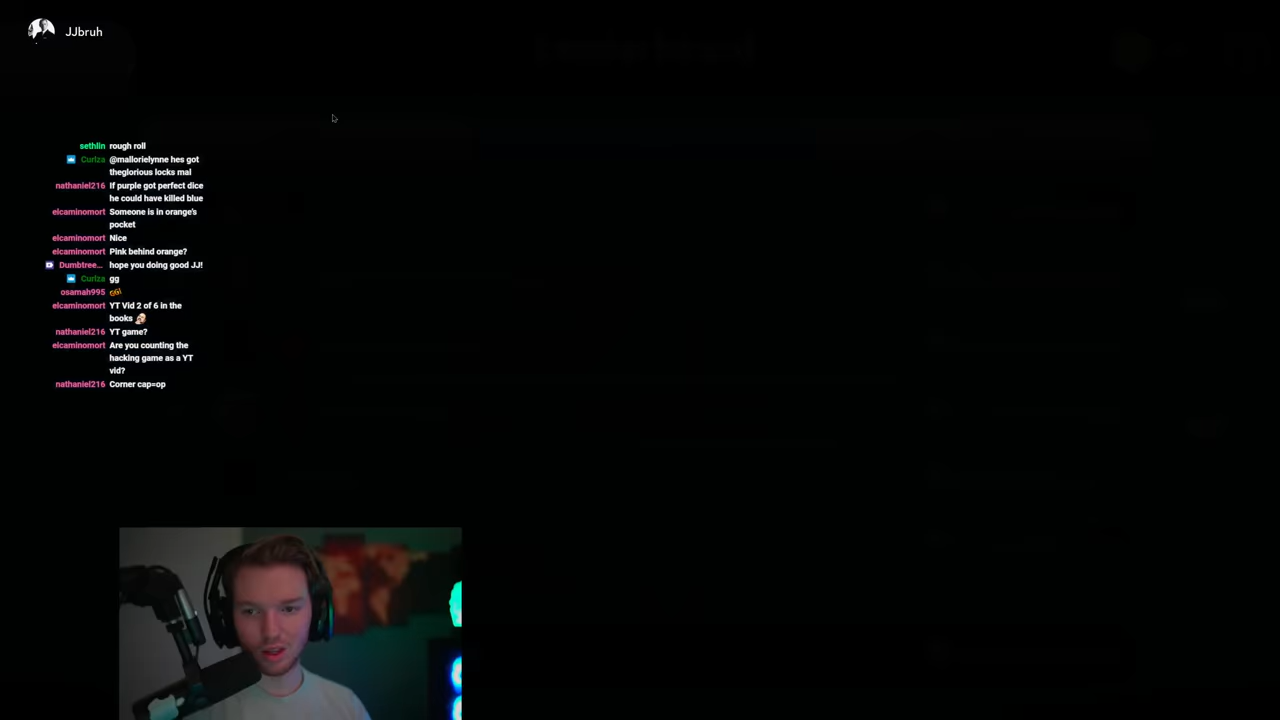 JJbruh
sethlin rough roll
Curlza @mallorielynne hes got
theglorious locks mal
nathaniel216 If purple got perfect dice
he could have killed blue
elcaminomort Someone is in orange's
pocket
elcaminomort Nice
elcaminomort Pink behind orange?
Dumbtree... hope you doing good JJ!
Curlza gg
osamah995
elcaminomort YT Vid 2 of 6 in the
books
nathaniel216 YT game?
elcaminomort Are you counting the
hacking game as a YT
vid?
nathaniel216 Corner cap=op